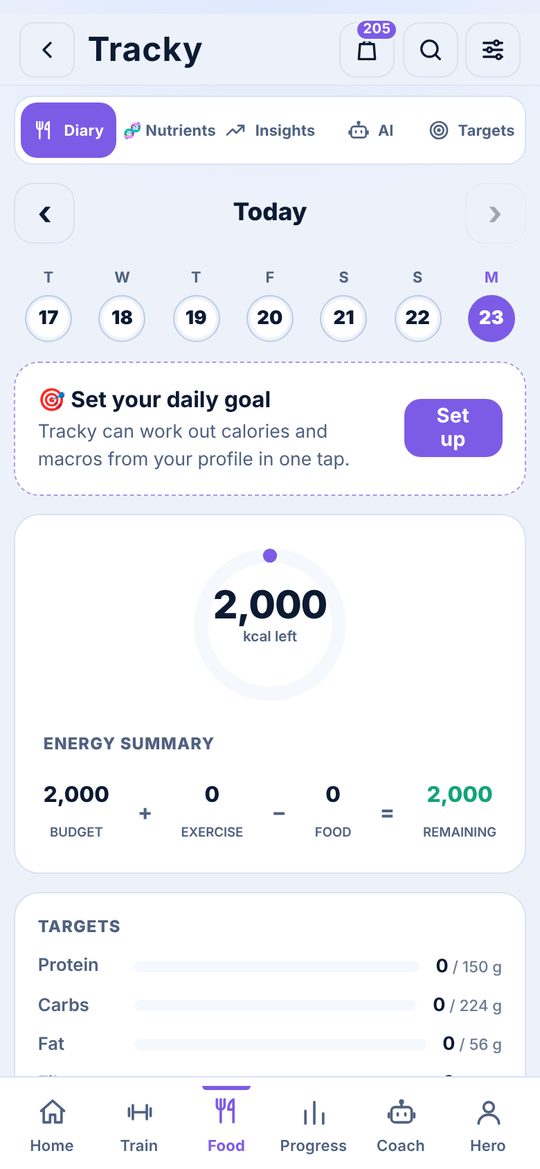 Tracky
205
Diary
Nutrients
Insights
AI
Targets
Today
T W T F S S M
17 18 19 20 21 22 23
🎯 Set your daily goal
Tracky can work out calories and
macros from your profile in one tap.
Set
up
2,000
kcal left
ENERGY SUMMARY
2,000 + 0 − 0 = 2,000
BUDGET EXERCISE FOOD REMAINING
TARGETS
Protein 0 / 150 g
Carbs 0 / 224 g
Fat 0 / 56 g
Home Train Food Progress Coach Hero